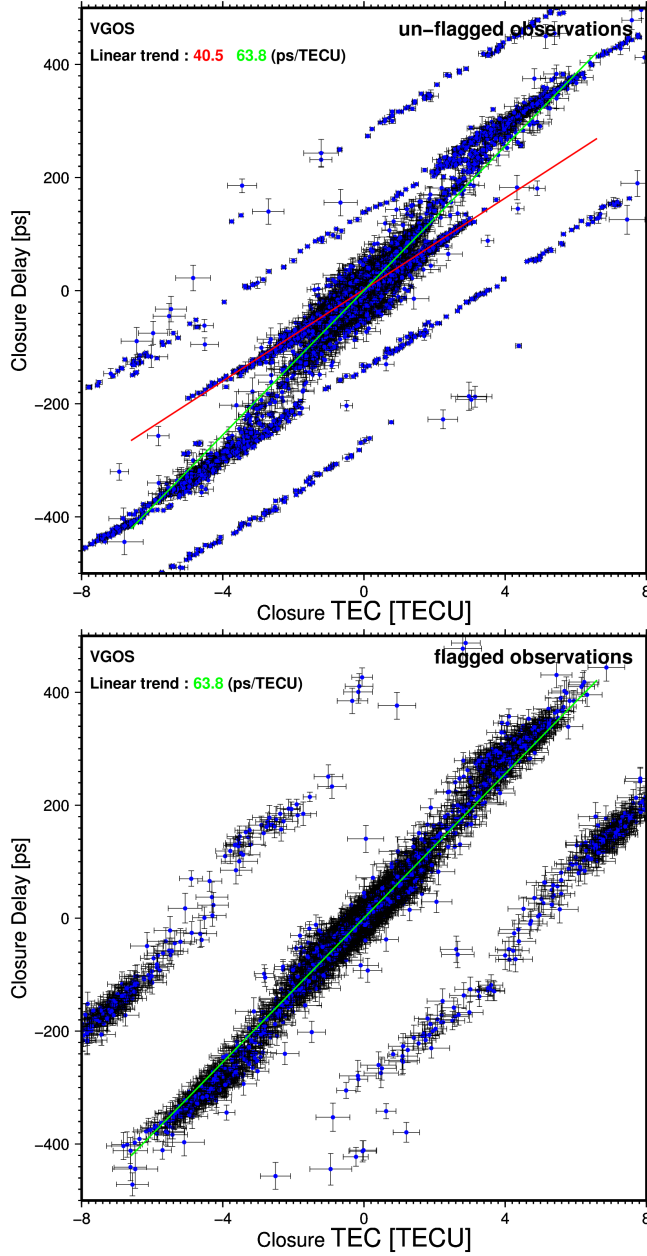 VGOS
un-flagged observations
Linear trend : 40.5 63.8 (ps/TECU)
400
200
0
−200
−400
Closure Delay [ps]
−8 −4 0 4 8
Closure TEC [TECU]
VGOS
flagged observations
Linear trend : 63.8 (ps/TECU)
400
200
0
−200
−400
Closure Delay [ps]
−8 −4 0 4 8
Closure TEC [TECU]